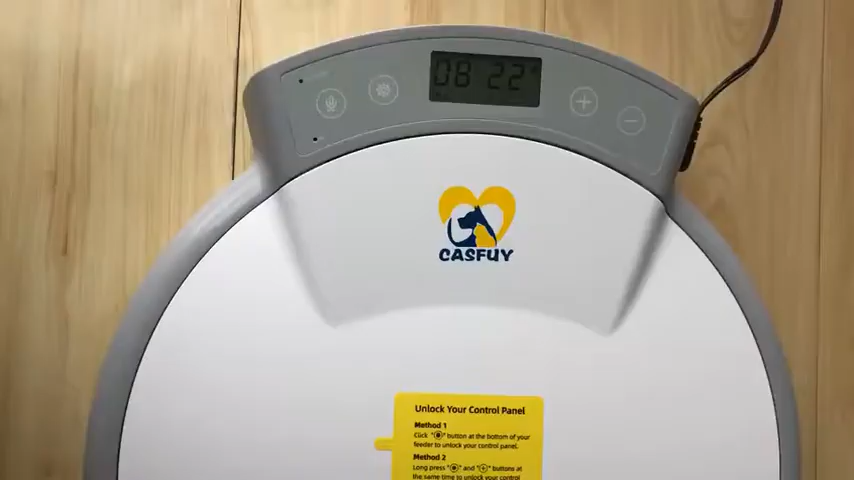 08 22
CASFUY
Unlock Your Control Panel
Method 1
Click "⦿" button at the bottom of your
feeder to unlock your control panel.
Method 2
Long press "⦿" and "+" buttons at
the same time to unlock your control